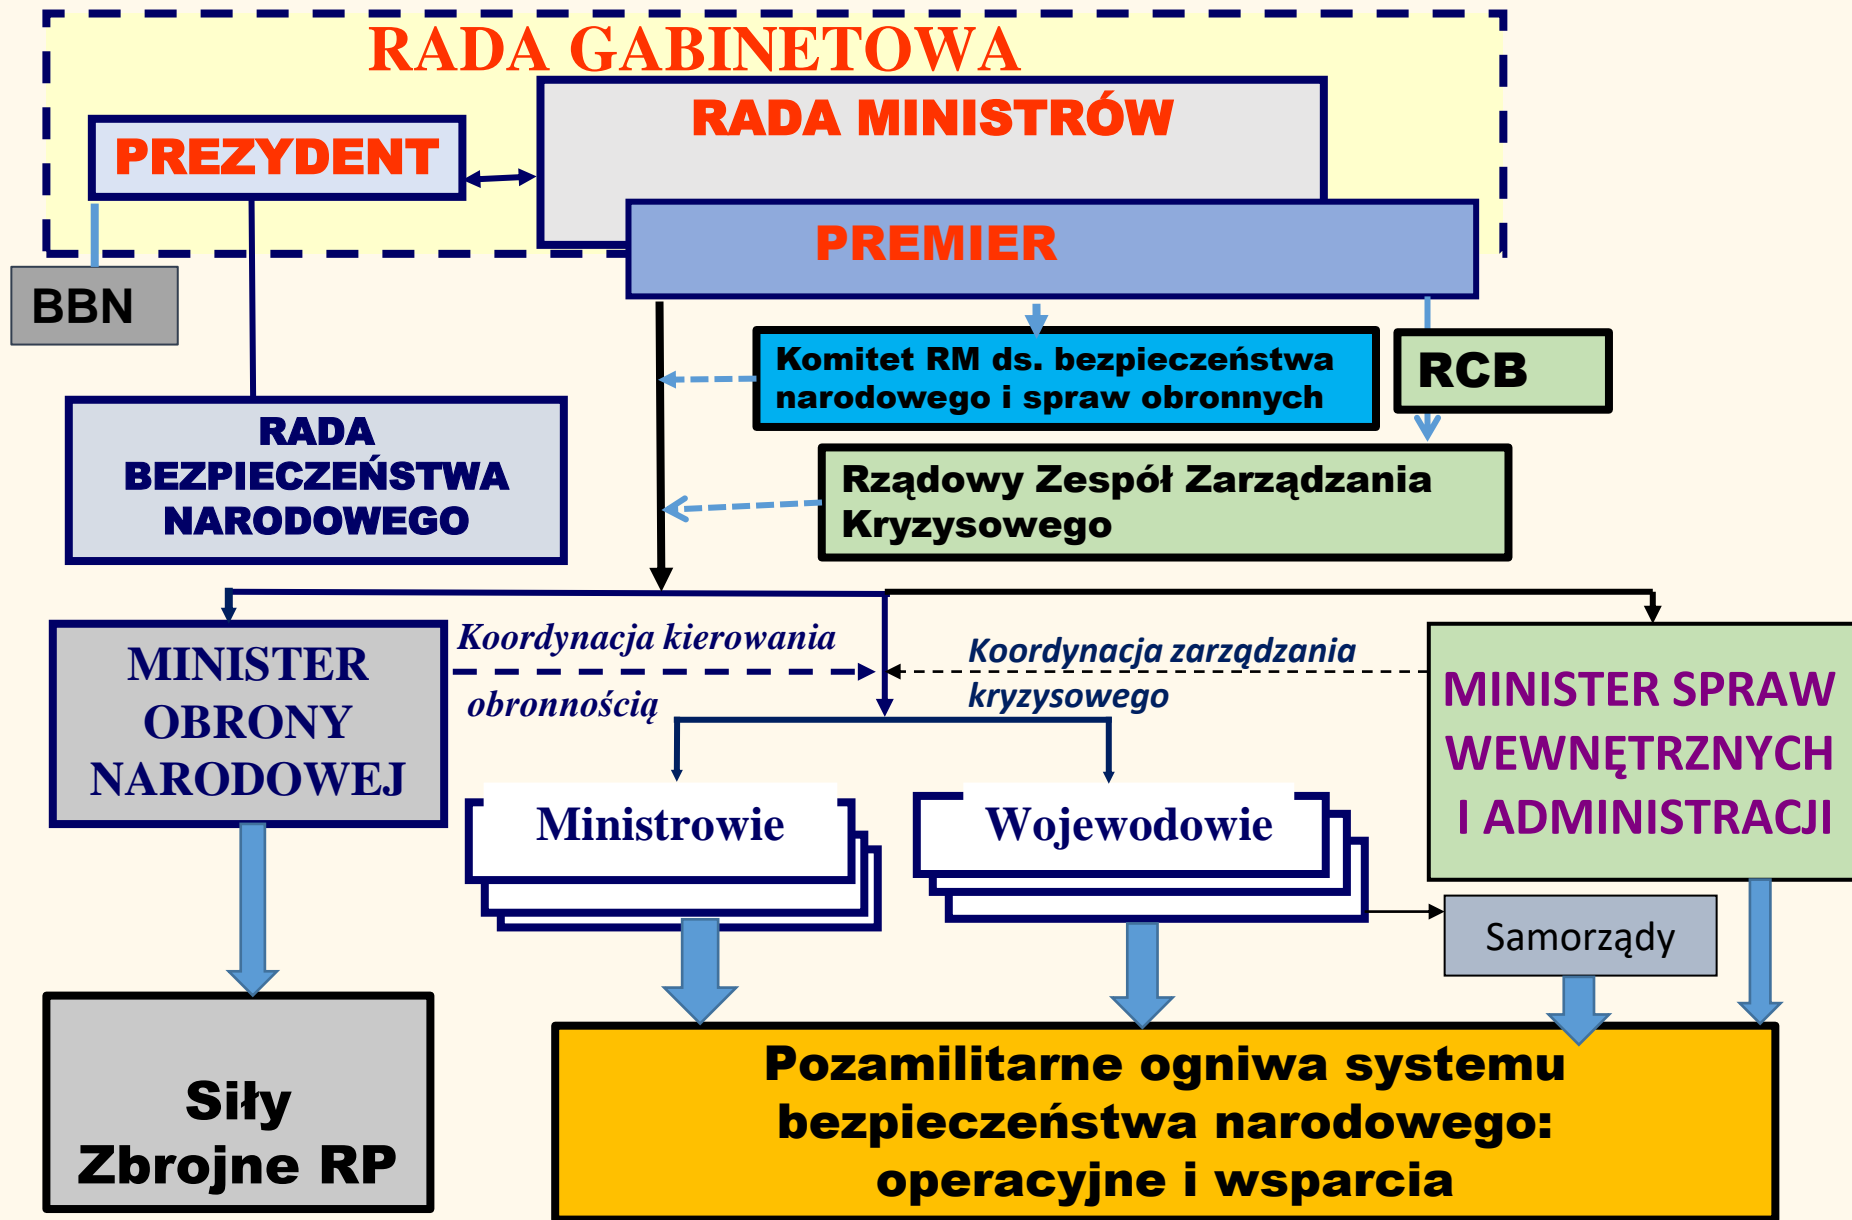 RADA GABINETOWA
RADA MINISTRÓW
PREZYDENT
PREMIER
BBN
Komitet RM ds. bezpieczeństwa
narodowego i spraw obronnych
RCB
RADA
BEZPIECZEŃSTWA
NARODOWEGO
Rządowy Zespół Zarządzania
Kryzysowego
MINISTER
OBRONY
NARODOWEJ
Koordynacja kierowania
obronnością
Koordynacja zarządzania
kryzysowego
MINISTER SPRAW
WEWNĘTRZNYCH
I ADMINISTRACJI
Ministrowie
Wojewodowie
Samorządy
Siły
Zbrojne RP
Pozamilitarne ogniwa systemu
bezpieczeństwa narodowego:
operacyjne i wsparcia